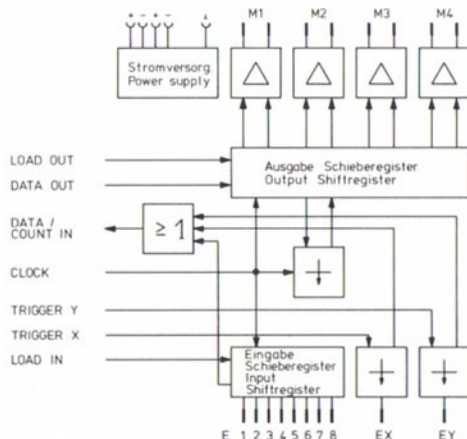 + - + - ↓
M1 M2 M3 M4
Stromversorg.
Power supply
LOAD OUT
DATA OUT
Ausgabe Schieberegister
Output Shiftregister
DATA /
COUNT IN
≥ 1
CLOCK
TRIGGER Y
TRIGGER X
LOAD IN
Eingabe
Schieberegister
Input
Shiftregister
E 1 2 3 4 5 6 7 8 EX EY